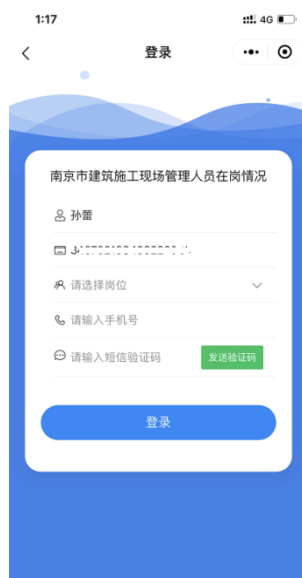 1:17
4G
登录
南京市建筑施工现场管理人员在岗情况
孙蕾
请选择岗位
请输入手机号
请输入短信验证码
发送验证码
登录